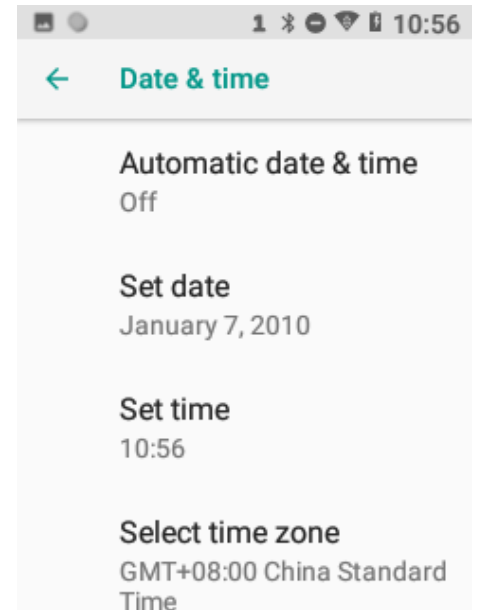 1 10:56
Date & time
Automatic date & time
Off
Set date
January 7, 2010
Set time
10:56
Select time zone
GMT+08:00 China Standard
Time